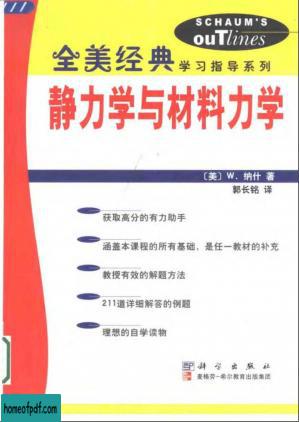 SCHAUM'S
ouTlines
全美经典 学习指导系列
静力学与材料力学
〔美〕W. 纳什 著
郭长铭 译
获取高分的有力助手
涵盖本课程的所有基础、是任一教材的补充
教授有效的解题方法
211道详细解答的例题
理想的自学读物
科学出版社
麦格劳-希尔教育出版集团
homeofpdf.com
homeofpdf.com